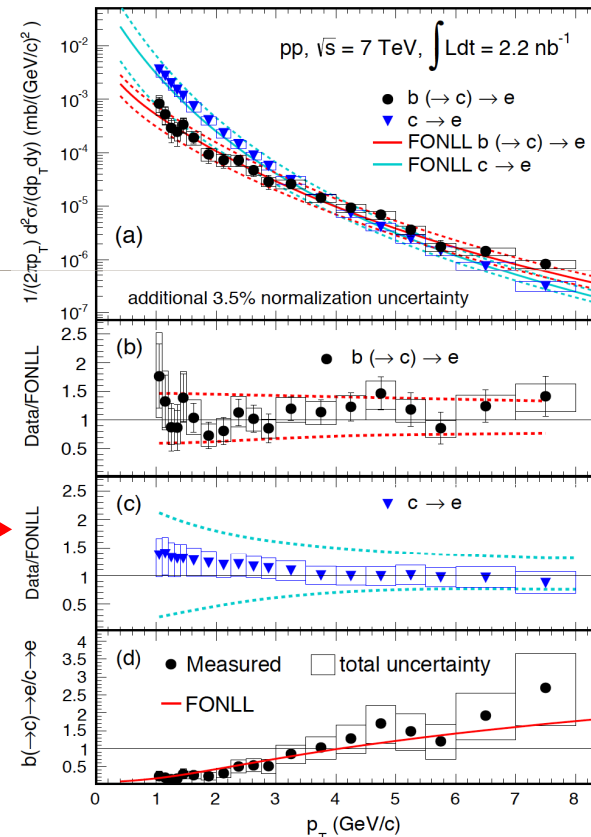 1/(2πp_T) d²σ/(dp_Tdy) (mb/(GeV/c)²)
10⁻²
10⁻³
10⁻⁴
10⁻⁵
10⁻⁶
10⁻⁷
pp, √s = 7 TeV, ∫Ldt = 2.2 nb⁻¹
b (→ c) → e
c → e
FONLL b (→ c) → e
FONLL c → e
(a)
additional 3.5% normalization uncertainty
Data/FONLL
2.5
2
1.5
1
0.5
(b)
b (→ c) → e
Data/FONLL
2.5
2
1.5
1
0.5
(c)
c → e
b(→c)→e/c→e
4
3.5
3
2.5
2
1.5
1
0.5
(d)
Measured
total uncertainty
FONLL
0 1 2 3 4 5 6 7 8
p_T (GeV/c)